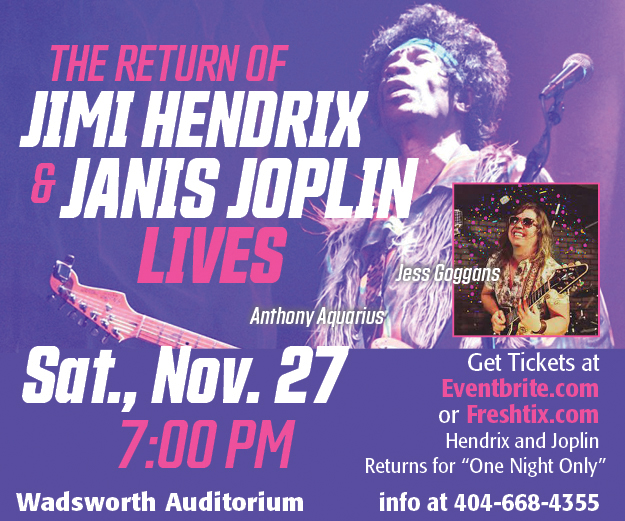 THE RETURN OF
JIMI HENDRIX
& JANIS JOPLIN
LIVES
Jess Goggans
Anthony Aquarius
Sat., Nov. 27
7:00 PM
Get Tickets at
Eventbrite.com
or Freshtix.com
Hendrix and Joplin
Returns for “One Night Only”
Wadsworth Auditorium
info at 404-668-4355